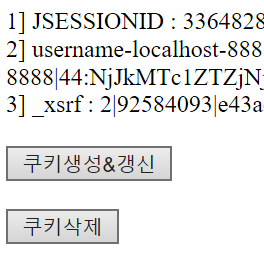 1] JSESSIONID : 3364828
2] username-localhost-888
8888|44:NjJkMTc1ZTZjNj
3] _xsrf : 2|92584093|e43a
쿠키생성&갱신
쿠키삭제